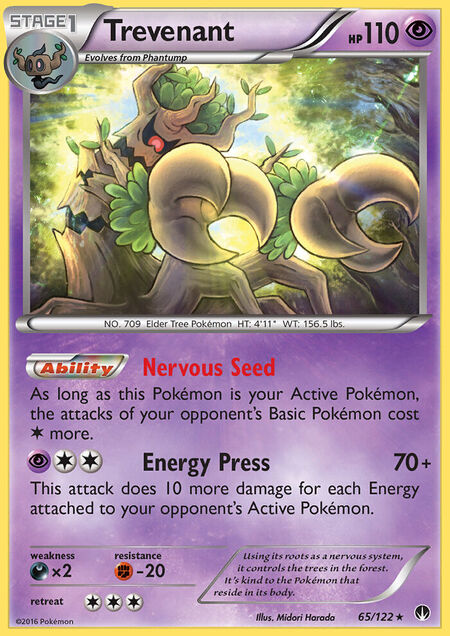 STAGE1
Trevenant
HP110
Evolves from Phantump
NO. 709 Elder Tree Pokémon HT: 4'11" WT: 156.5 lbs.
Ability Nervous Seed
As long as this Pokémon is your Active Pokémon,
the attacks of your opponent's Basic Pokémon cost
more.
Energy Press 70+
This attack does 10 more damage for each Energy
attached to your opponent's Active Pokémon.
weakness
×2
resistance
-20
retreat
Using its roots as a nervous system,
it controls the trees in the forest.
It's kind to the Pokémon that
reside in its body.
©2016 Pokémon
Illus. Midori Harada
65/122 ★